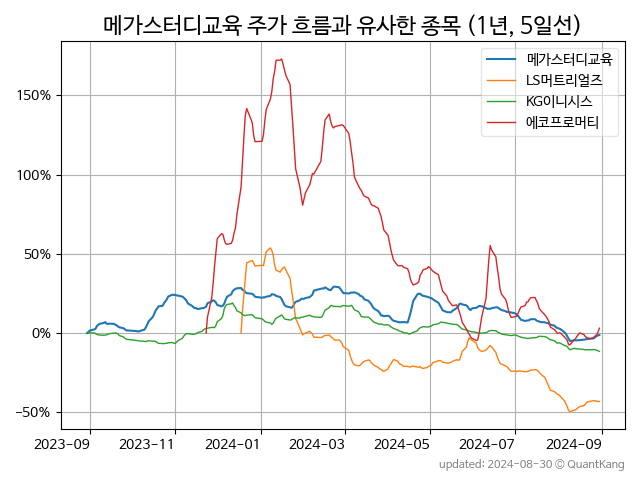 메가스터디교육 주가 흐름과 유사한 종목 (1년, 5일선)
메가스터디교육
LS머트리얼즈
KG이니시스
에코프로머티
150%
100%
50%
0%
−50%
2023-09 2023-11 2024-01 2024-03 2024-05 2024-07 2024-09
updated: 2024-08-30 © QuantKang